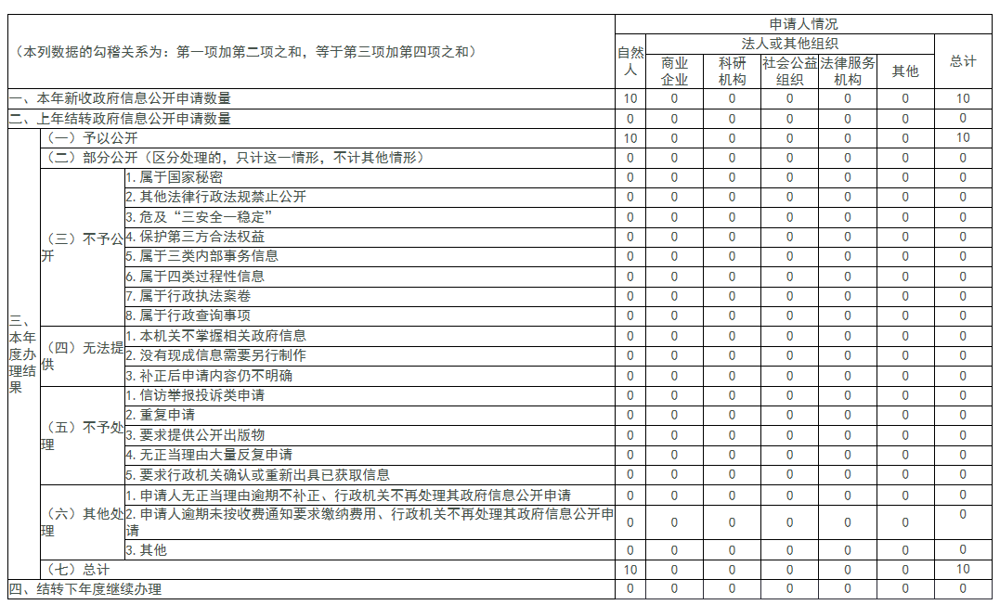 申请人情况
（本列数据的勾稽关系为：第一项加第二项之和，等于第三项加第四项之和）
自然
人
法人或其他组织
总计
商业
企业
科研
机构
社会公益
组织
法律服务
机构
其他
一、本年新收政府信息公开申请数量 10 0 0 0 0 0 10
二、上年结转政府信息公开申请数量 0 0 0 0 0 0 0
三、
本年
度办
理结
果
（一）予以公开 10 0 0 0 0 0 10
（二）部分公开（区分处理的，只计这一情形，不计其他情形） 0 0 0 0 0 0 0
（三）不予公
开
1.属于国家秘密 0 0 0 0 0 0 0
2.其他法律行政法规禁止公开 0 0 0 0 0 0 0
3.危及“三安全一稳定” 0 0 0 0 0 0 0
4.保护第三方合法权益 0 0 0 0 0 0 0
5.属于三类内部事务信息 0 0 0 0 0 0 0
6.属于四类过程性信息 0 0 0 0 0 0 0
7.属于行政执法案卷 0 0 0 0 0 0 0
8.属于行政查询事项 0 0 0 0 0 0 0
（四）无法提
供
1.本机关不掌握相关政府信息 0 0 0 0 0 0 0
2.没有现成信息需要另行制作 0 0 0 0 0 0 0
3.补正后申请内容仍不明确 0 0 0 0 0 0 0
（五）不予处
理
1.信访举报投诉类申请 0 0 0 0 0 0 0
2.重复申请 0 0 0 0 0 0 0
3.要求提供公开出版物 0 0 0 0 0 0 0
4.无正当理由大量反复申请 0 0 0 0 0 0 0
5.要求行政机关确认或重新出具已获取信息 0 0 0 0 0 0 0
（六）其他处
理
1.申请人无正当理由逾期不补正、行政机关不再处理其政府信息公开申请 0 0 0 0 0 0 0
2.申请人逾期未按收费通知要求缴纳费用、行政机关不再处理其政府信息公开申
请 0 0 0 0 0 0 0
3.其他 0 0 0 0 0 0 0
（七）总计 10 0 0 0 0 0 10
四、结转下年度继续办理 0 0 0 0 0 0 0